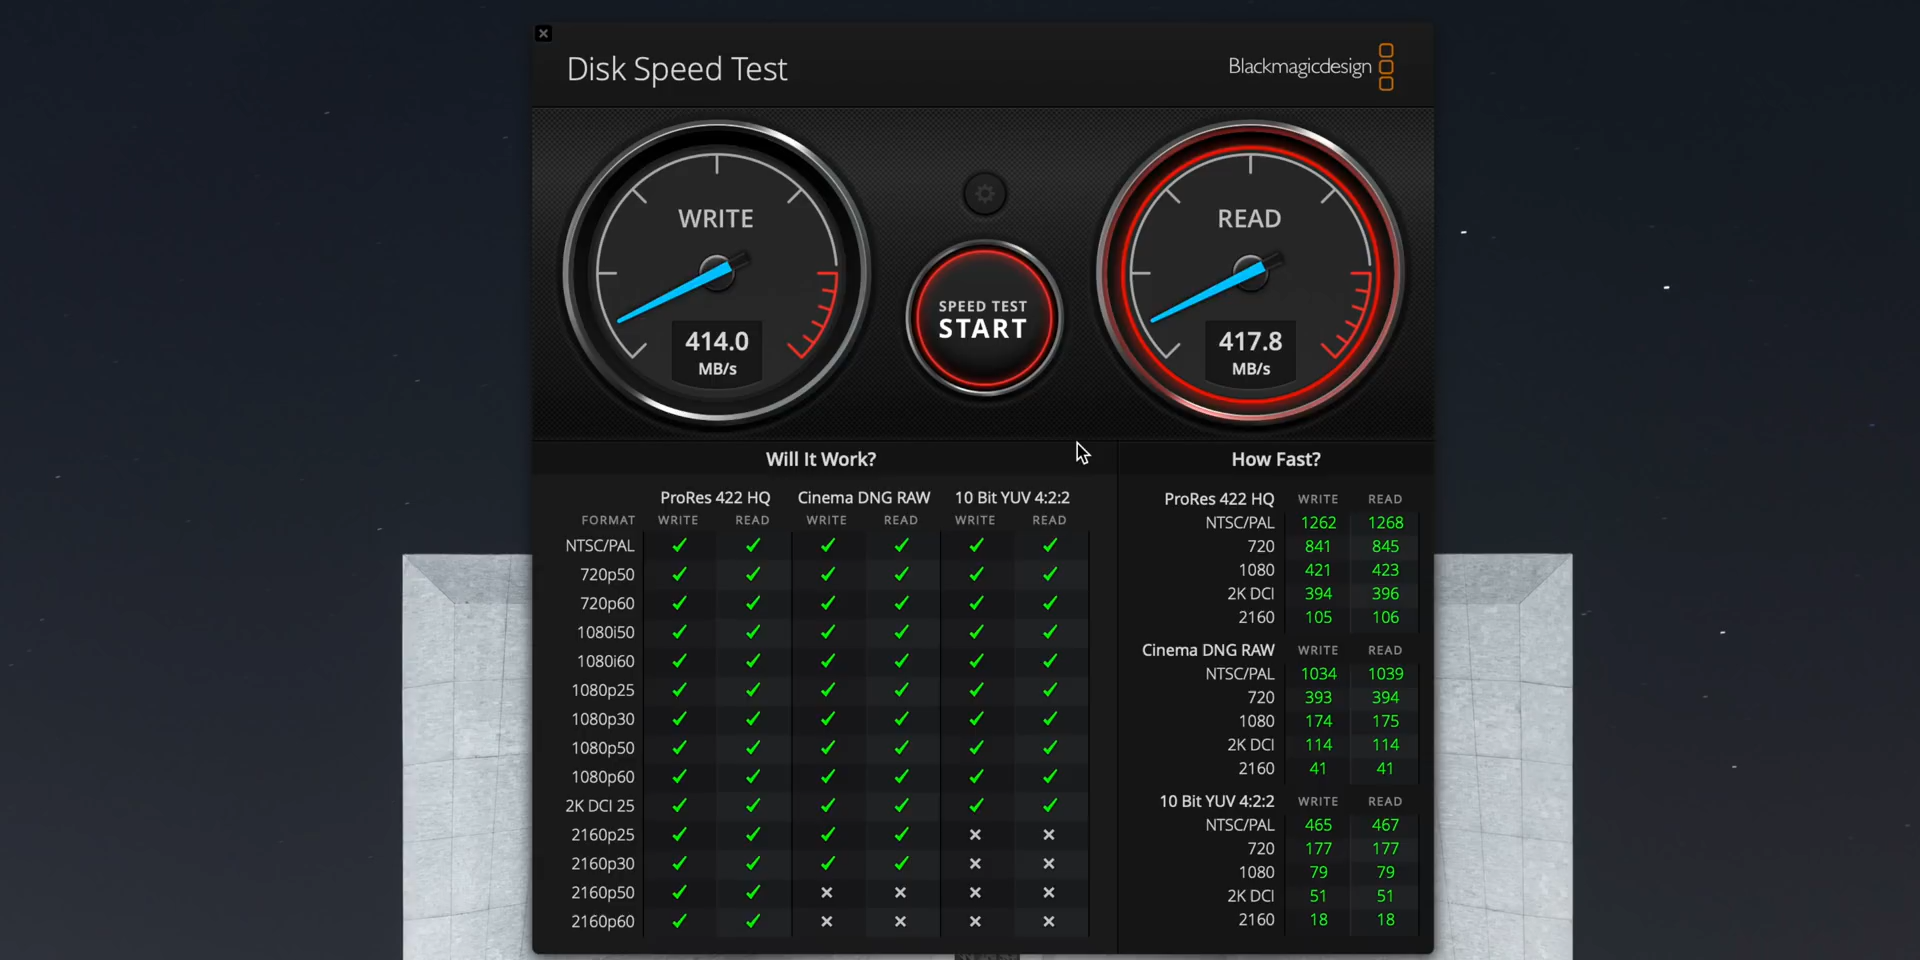 Disk Speed Test
Blackmagicdesign
WRITE
414.0
MB/s
SPEED TEST
START
READ
417.8
MB/s
Will It Work?
ProRes 422 HQ Cinema DNG RAW 10 Bit YUV 4:2:2
FORMAT WRITE READ WRITE READ WRITE READ
NTSC/PAL ✓ ✓ ✓ ✓ ✓ ✓
720p50 ✓ ✓ ✓ ✓ ✓ ✓
720p60 ✓ ✓ ✓ ✓ ✓ ✓
1080i50 ✓ ✓ ✓ ✓ ✓ ✓
1080i60 ✓ ✓ ✓ ✓ ✓ ✓
1080p25 ✓ ✓ ✓ ✓ ✓ ✓
1080p30 ✓ ✓ ✓ ✓ ✓ ✓
1080p50 ✓ ✓ ✓ ✓ ✓ ✓
1080p60 ✓ ✓ ✓ ✓ ✓ ✓
2K DCI 25 ✓ ✓ ✓ ✓ ✓ ✓
2160p25 ✓ ✓ ✓ ✓ × ×
2160p30 ✓ ✓ ✓ ✓ × ×
2160p50 ✓ ✓ × × × ×
2160p60 ✓ ✓ × × × ×
How Fast?
ProRes 422 HQ WRITE READ
NTSC/PAL 1262 1268
720 841 845
1080 421 423
2K DCI 394 396
2160 105 106
Cinema DNG RAW WRITE READ
NTSC/PAL 1034 1039
720 393 394
1080 174 175
2K DCI 114 114
2160 41 41
10 Bit YUV 4:2:2 WRITE READ
NTSC/PAL 465 467
720 177 177
1080 79 79
2K DCI 51 51
2160 18 18